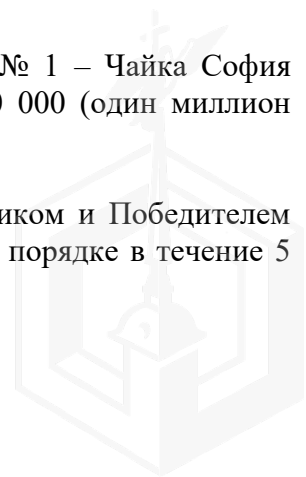 № 1 – Чайка София
0 000 (один миллион
иком и Победителем
порядке в течение 5